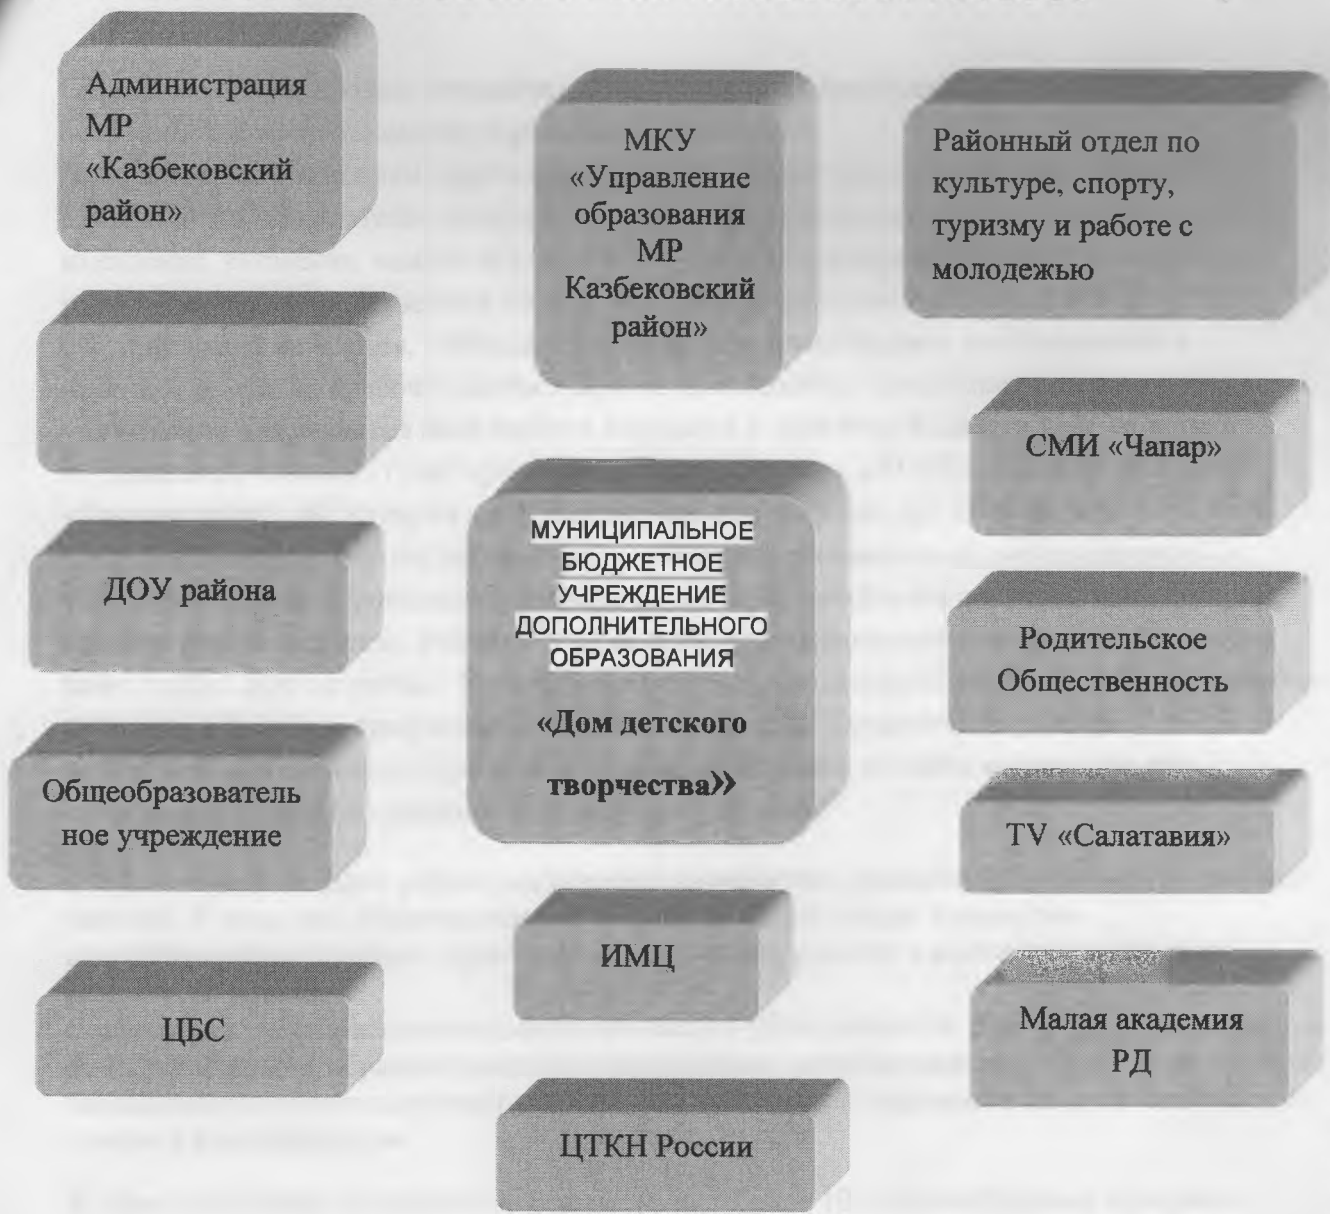 Администрация
МР
«Казбековский
район»
МКУ
«Управление
образования
МР
Казбековский
район»
Районный отдел по
культуре, спорту,
туризму и работе с
молодежью
СМИ «Чапар»
МУНИЦИПАЛЬНОЕ
БЮДЖЕТНОЕ
УЧРЕЖДЕНИЕ
ДОПОЛНИТЕЛЬНОГО
ОБРАЗОВАНИЯ
«Дом детского
творчества»
ДОУ района
Родительское
Общественность
Общеобразователь
ное учреждение
TV «Салатавия»
ИМЦ
ЦБС
Малая академия
РД
ЦТКН России